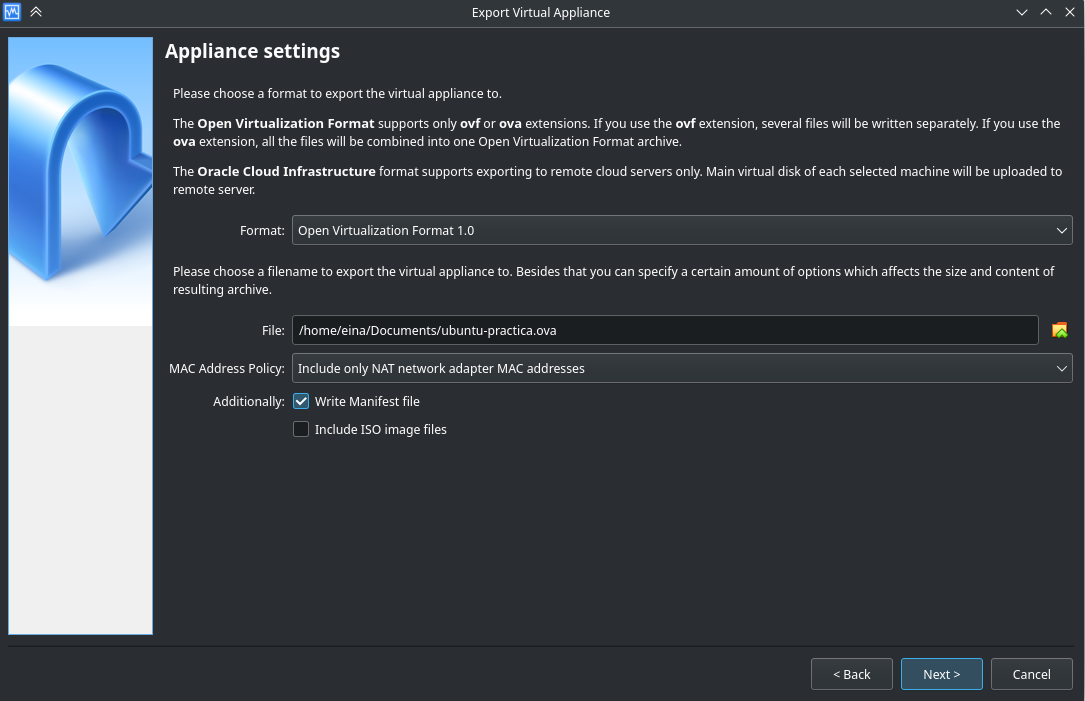 Export Virtual Appliance
Appliance settings
Please choose a format to export the virtual appliance to.
The Open Virtualization Format supports only ovf or ova extensions. If you use the ovf extension, several files will be written separately. If you use the
ova extension, all the files will be combined into one Open Virtualization Format archive.
The Oracle Cloud Infrastructure format supports exporting to remote cloud servers only. Main virtual disk of each selected machine will be uploaded to
remote server.
Format: Open Virtualization Format 1.0
Please choose a filename to export the virtual appliance to. Besides that you can specify a certain amount of options which affects the size and content of
resulting archive.
File: /home/eina/Documents/ubuntu-practica.ova
MAC Address Policy: Include only NAT network adapter MAC addresses
Additionally: Write Manifest file
Include ISO image files
< Back Next > Cancel